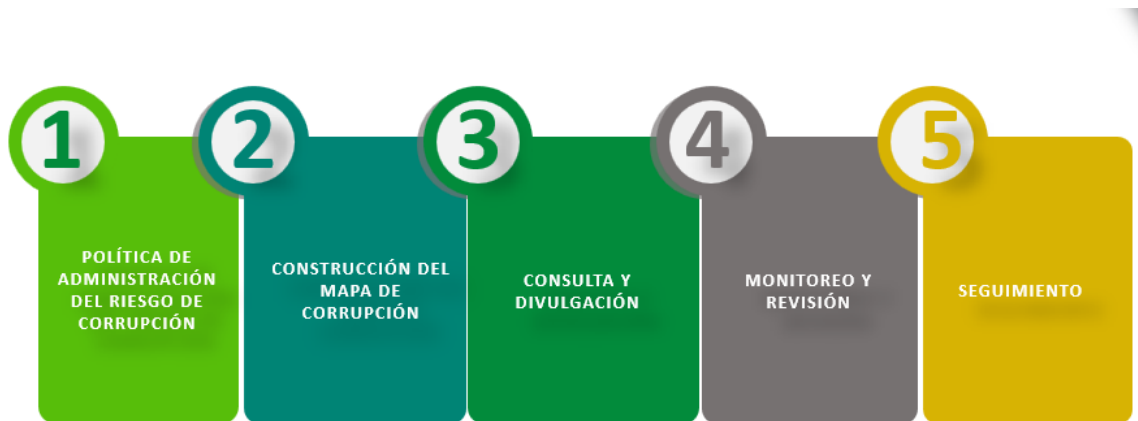 1
POLÍTICA DE
ADMINISTRACIÓN
DEL RIESGO DE
CORRUPCIÓN
2
CONSTRUCCIÓN DEL
MAPA DE
CORRUPCIÓN
3
CONSULTA Y
DIVULGACIÓN
4
MONITOREO Y
REVISIÓN
5
SEGUIMIENTO